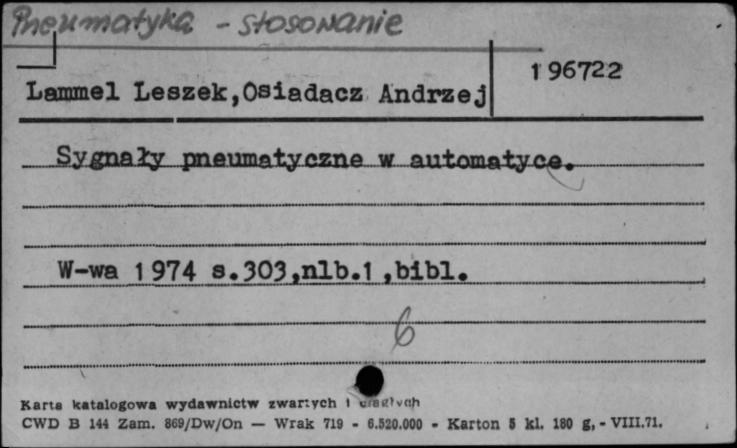 Pneumatyka - stosowanie
196722
Lammel Leszek,Osiadacz Andrzej
Sygnały pneumatyczne w automatyce.
W-wa 1974 s.303,nlb.1,bibl.
6
Karta katalogowa wydawnictw zwartych i ciągłych
CWD B 144 Zam. 869/Dw/On — Wrak 719 - 6.520.000 - Karton 5 kl. 180 g, - VIII.71.